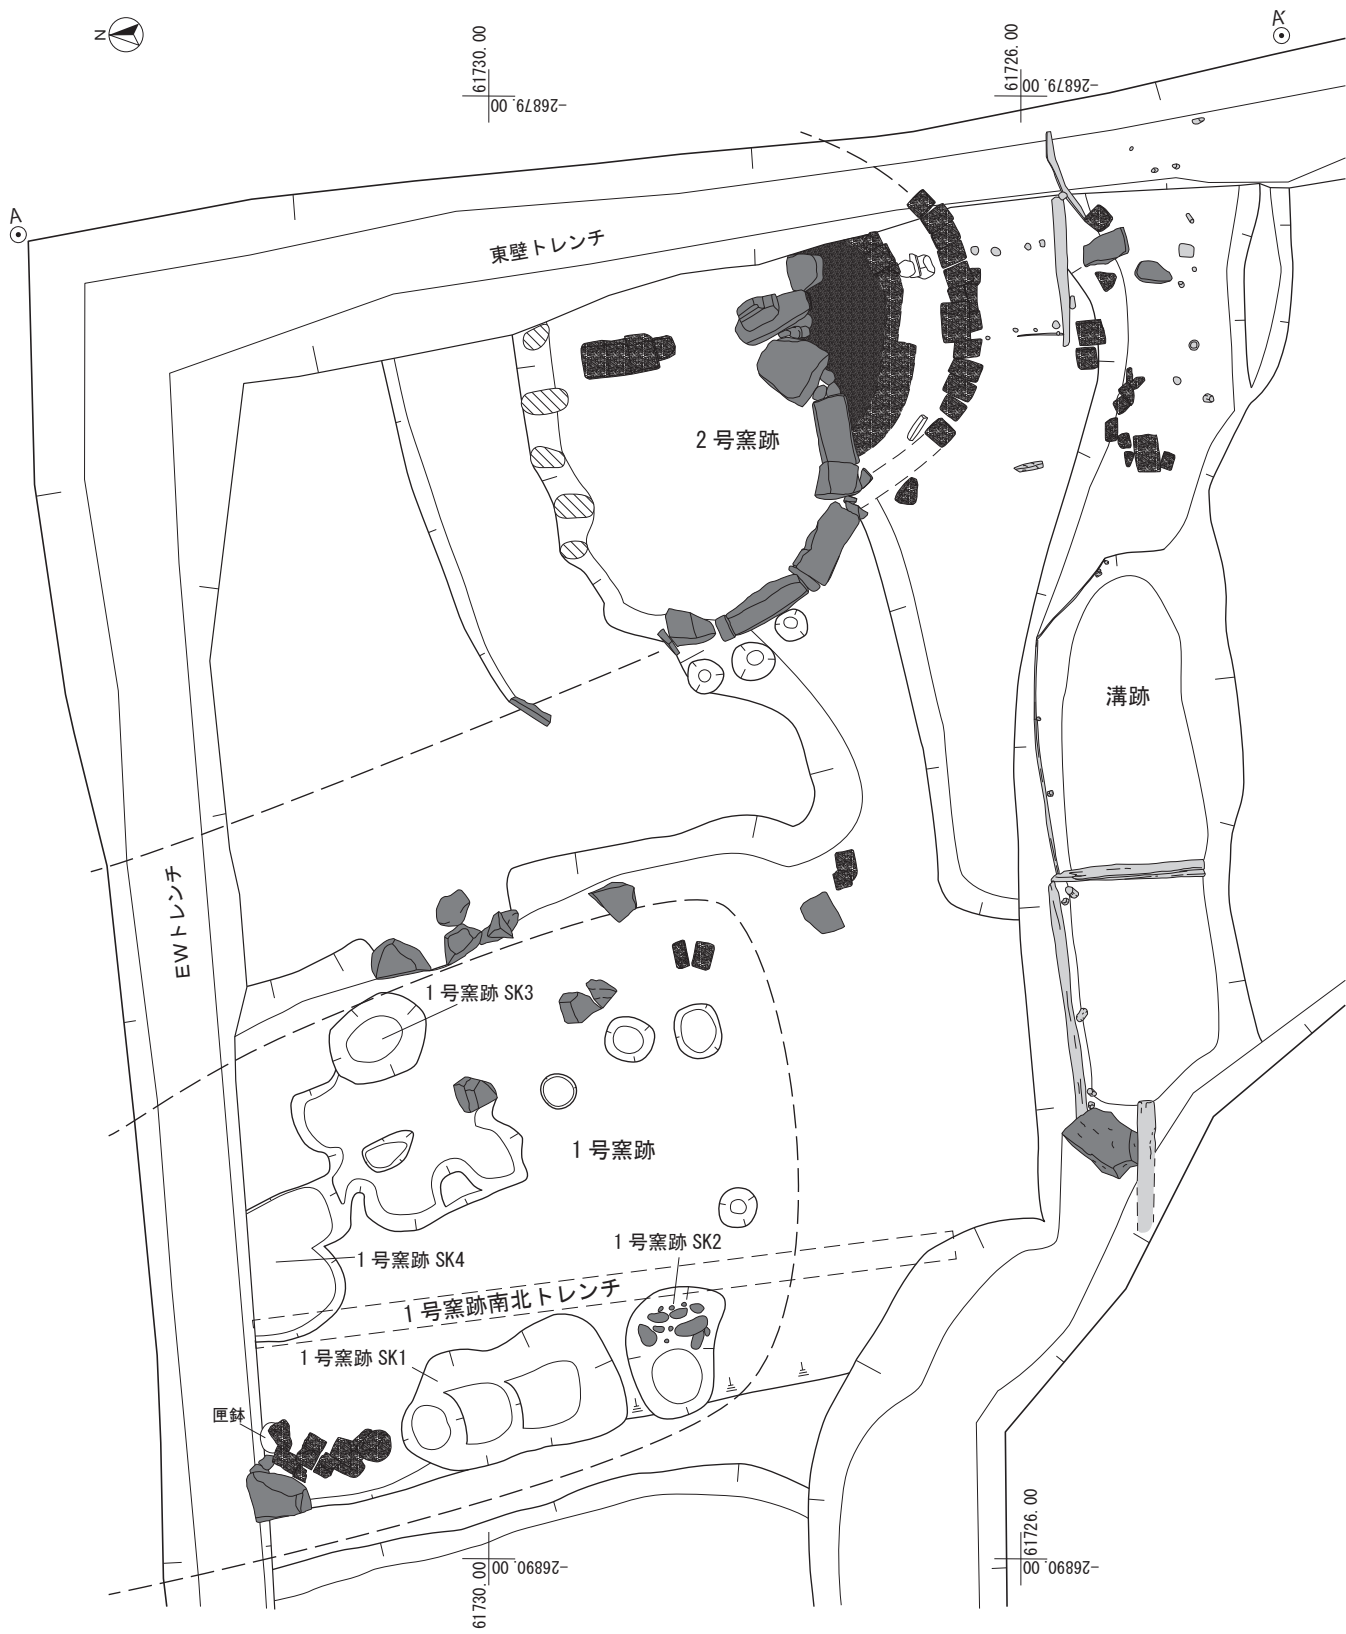 N
A
A'
61730.00
-26879.00
61726.00
-26879.00
東壁トレンチ
2号窯跡
溝跡
EWトレンチ
1号窯跡 SK3
1号窯跡
1号窯跡 SK2
1号窯跡 SK4
1号窯跡南北トレンチ
1号窯跡 SK1
匣鉢
61730.00
-26890.00
61726.00
-26890.00